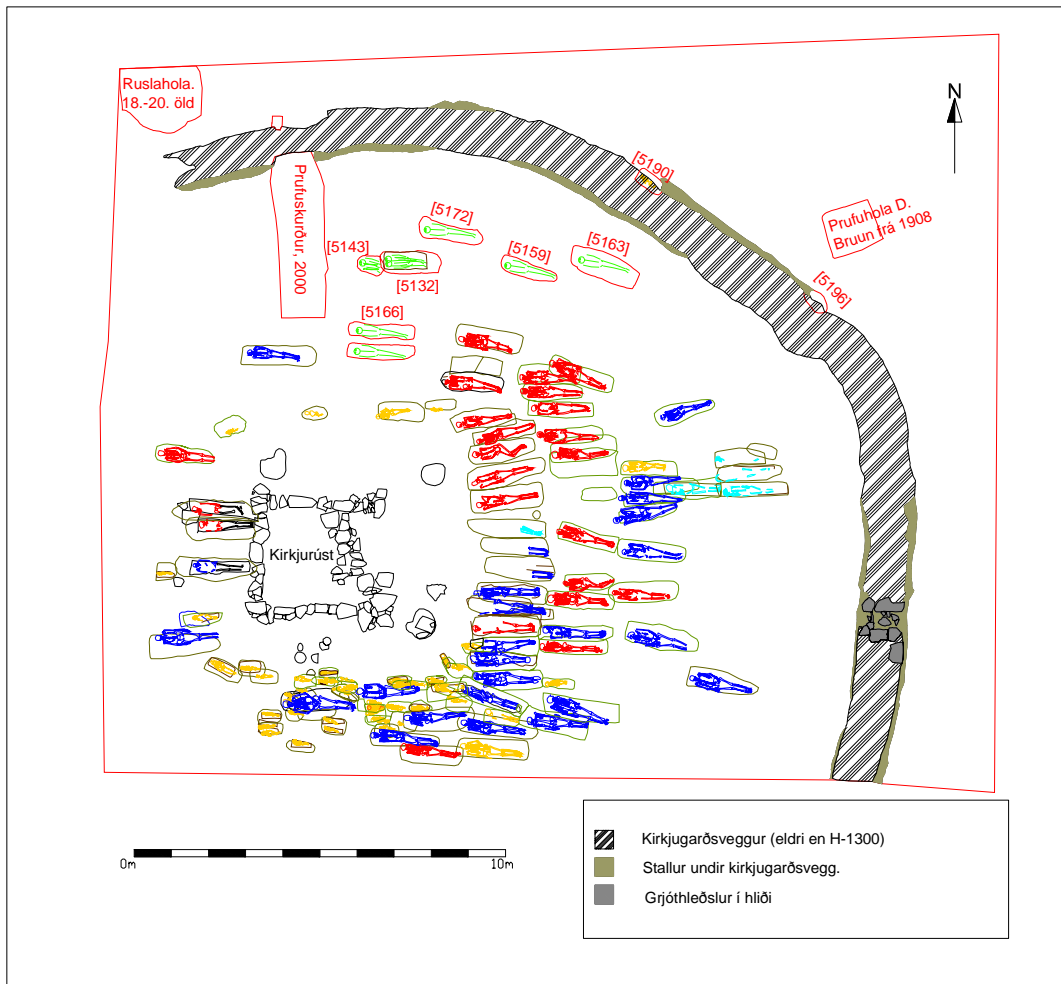 Ruslahola.
18.-20. öld
N
[5190]
Prufuskurður, 2000
Prufuhola D.
Bruun frá 1908
[5172]
[5143]
[5159]
[5163]
[5132]
[5196]
[5166]
Kirkjurúst
0m
10m
Kirkjugarðsveggur (eldri en H-1300)
Stallur undir kirkjugarðsvegg.
Grjóthleðslur í hliði